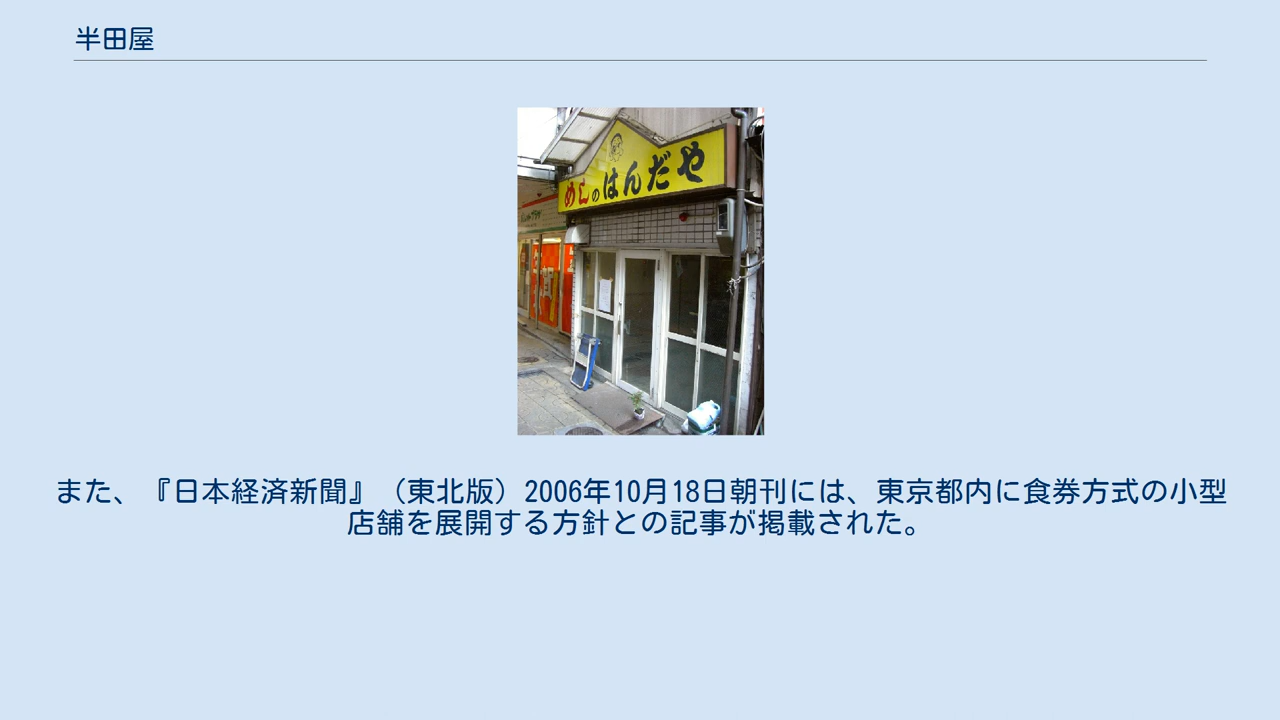 半田屋
めしのはんだや
また、『日本経済新聞』（東北版）2006年10月18日朝刊には、東京都内に食券方式の小型
店舗を展開する方針との記事が掲載された。